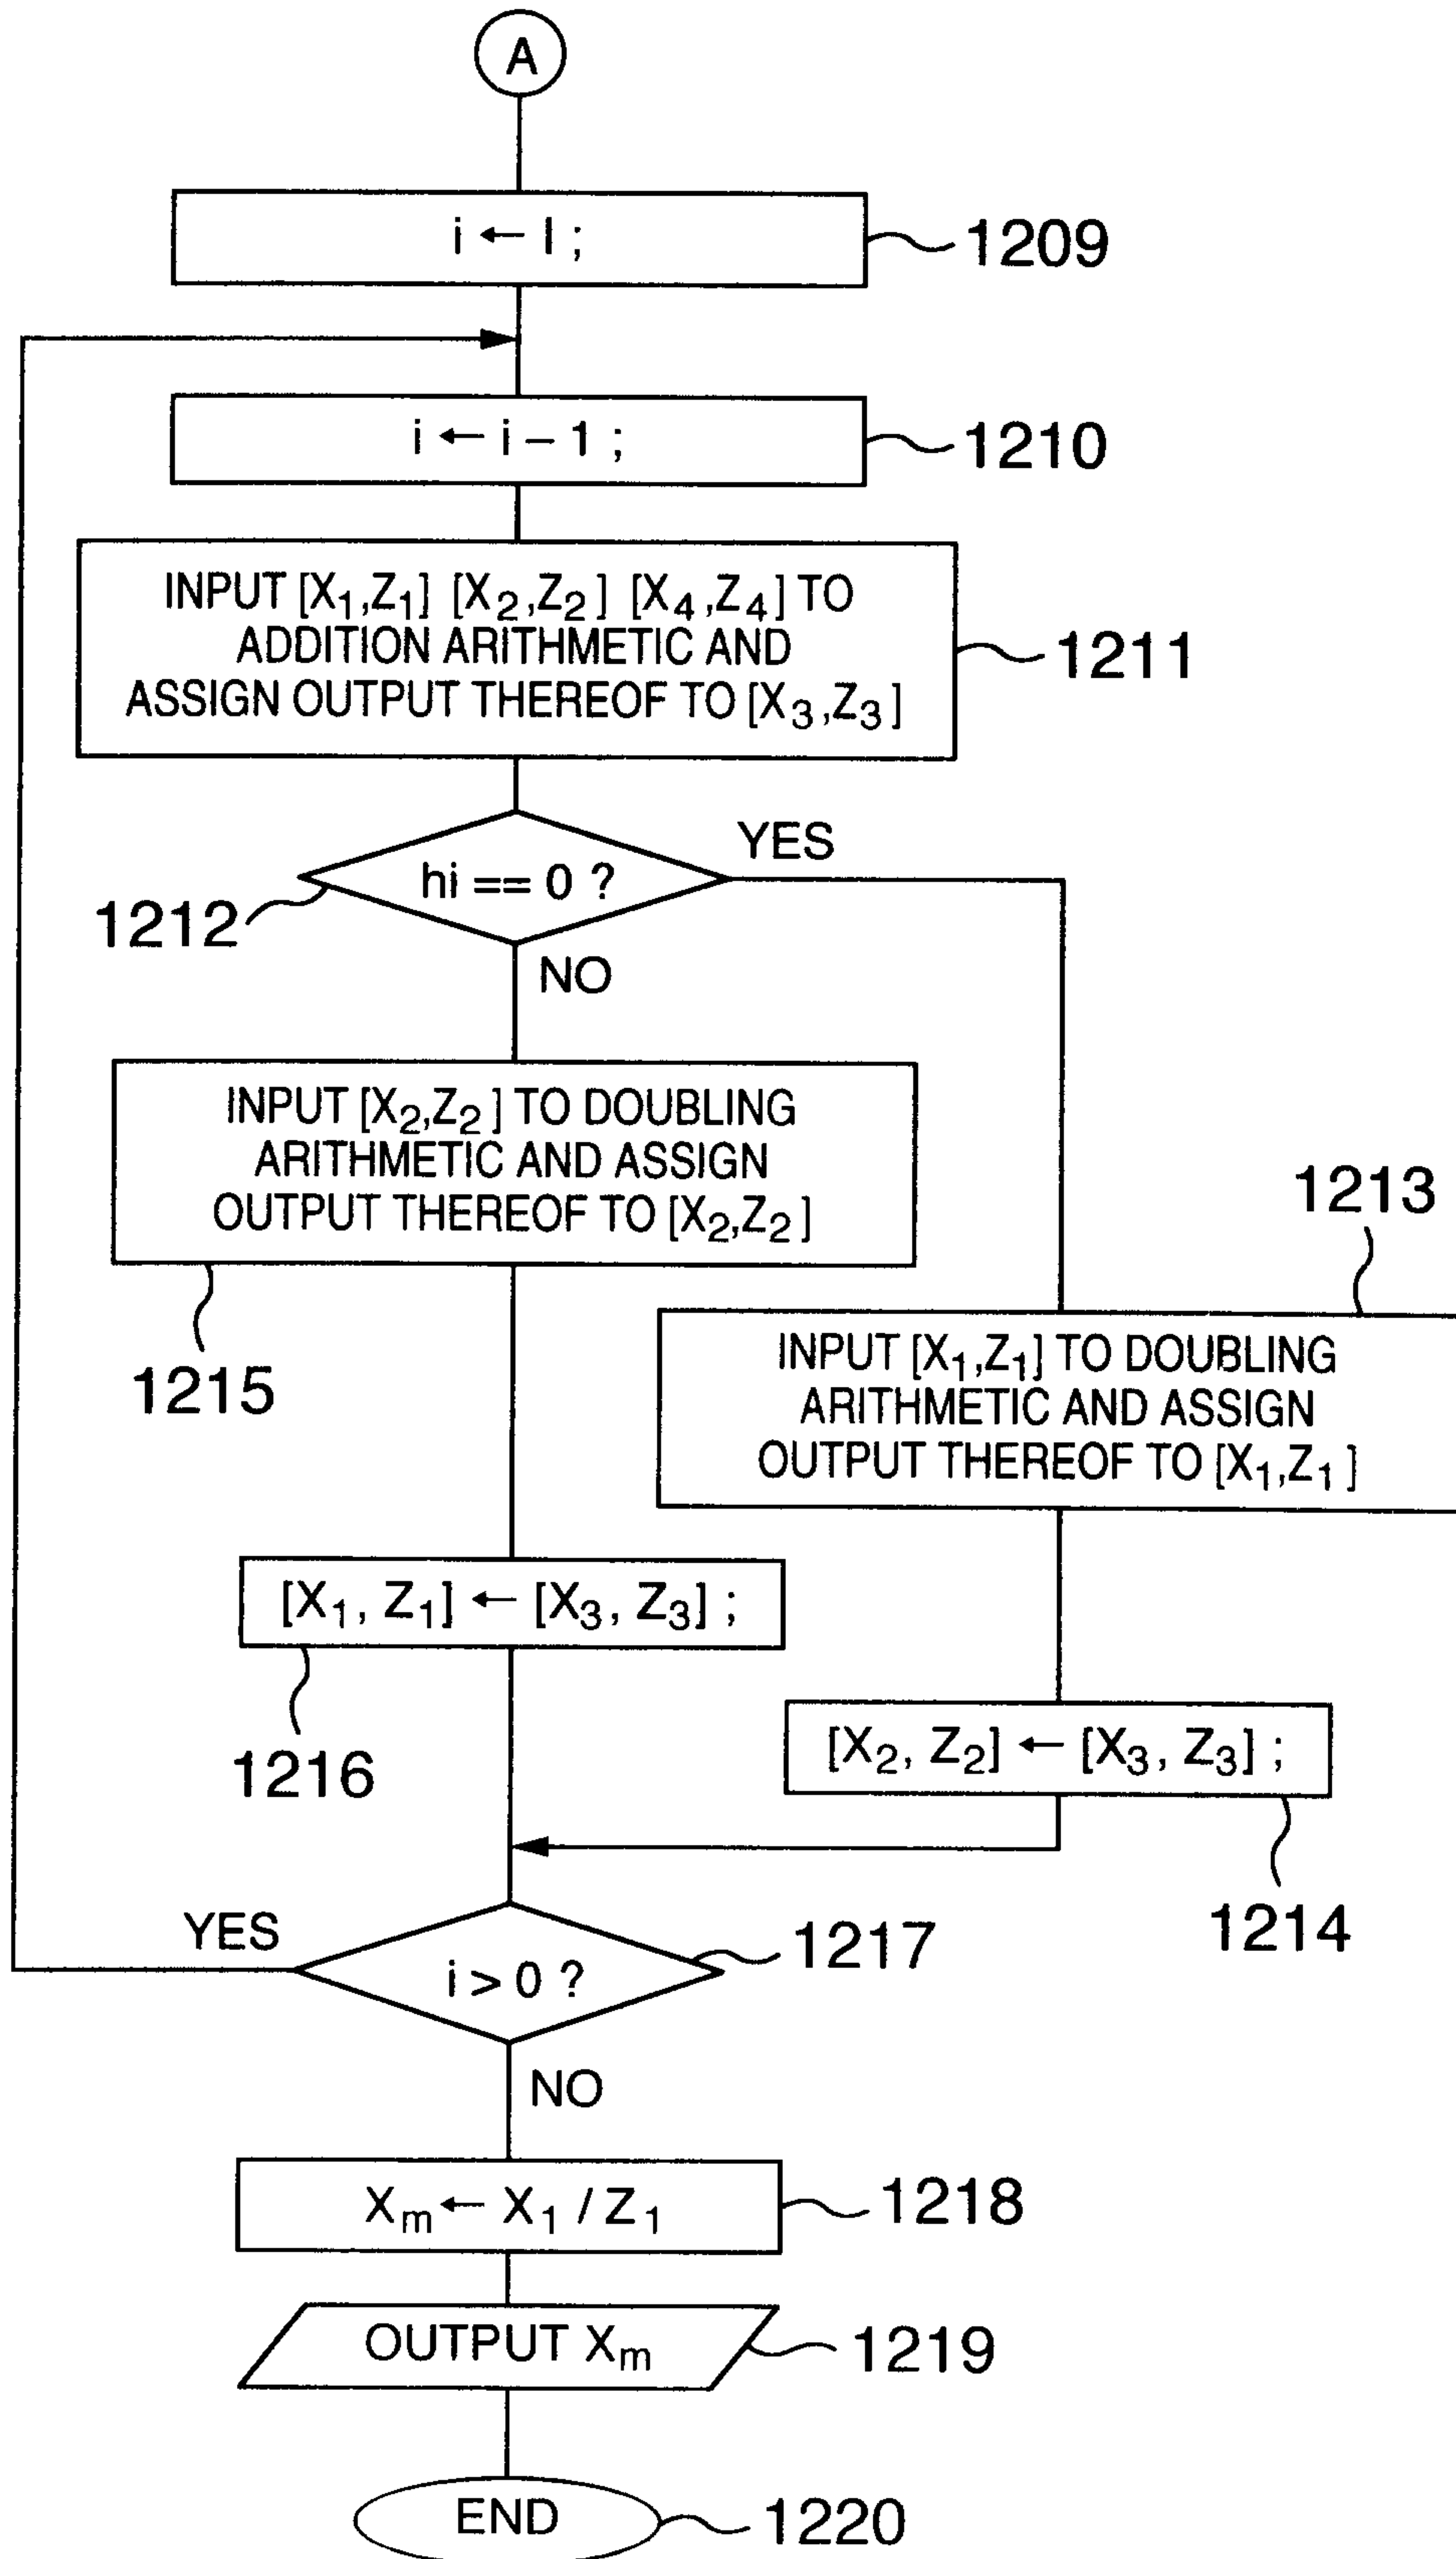 A
i ← l ;
1209
i ← i – 1 ;
1210
INPUT [X1,Z1] [X2,Z2] [X4,Z4] TO
ADDITION ARITHMETIC AND
ASSIGN OUTPUT THEREOF TO [X3,Z3]
1211
YES
hi == 0 ?
1212
NO
INPUT [X2,Z2] TO DOUBLING
ARITHMETIC AND ASSIGN
OUTPUT THEREOF TO [X2,Z2]
1215
1213
INPUT [X1,Z1] TO DOUBLING
ARITHMETIC AND ASSIGN
OUTPUT THEREOF TO [X1,Z1]
[X1, Z1] ← [X3, Z3] ;
1216
[X2, Z2] ← [X3, Z3] ;
1214
YES
i > 0 ?
1217
NO
Xm ← X1 / Z1
1218
OUTPUT Xm
1219
END
1220